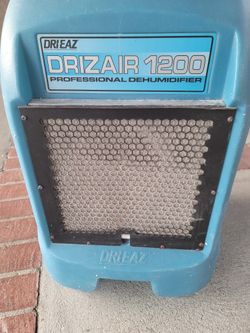 DRI-EAZ
DRIZAIR 1200
PROFESSIONAL DEHUMIDIFIER
DRI-EAZ